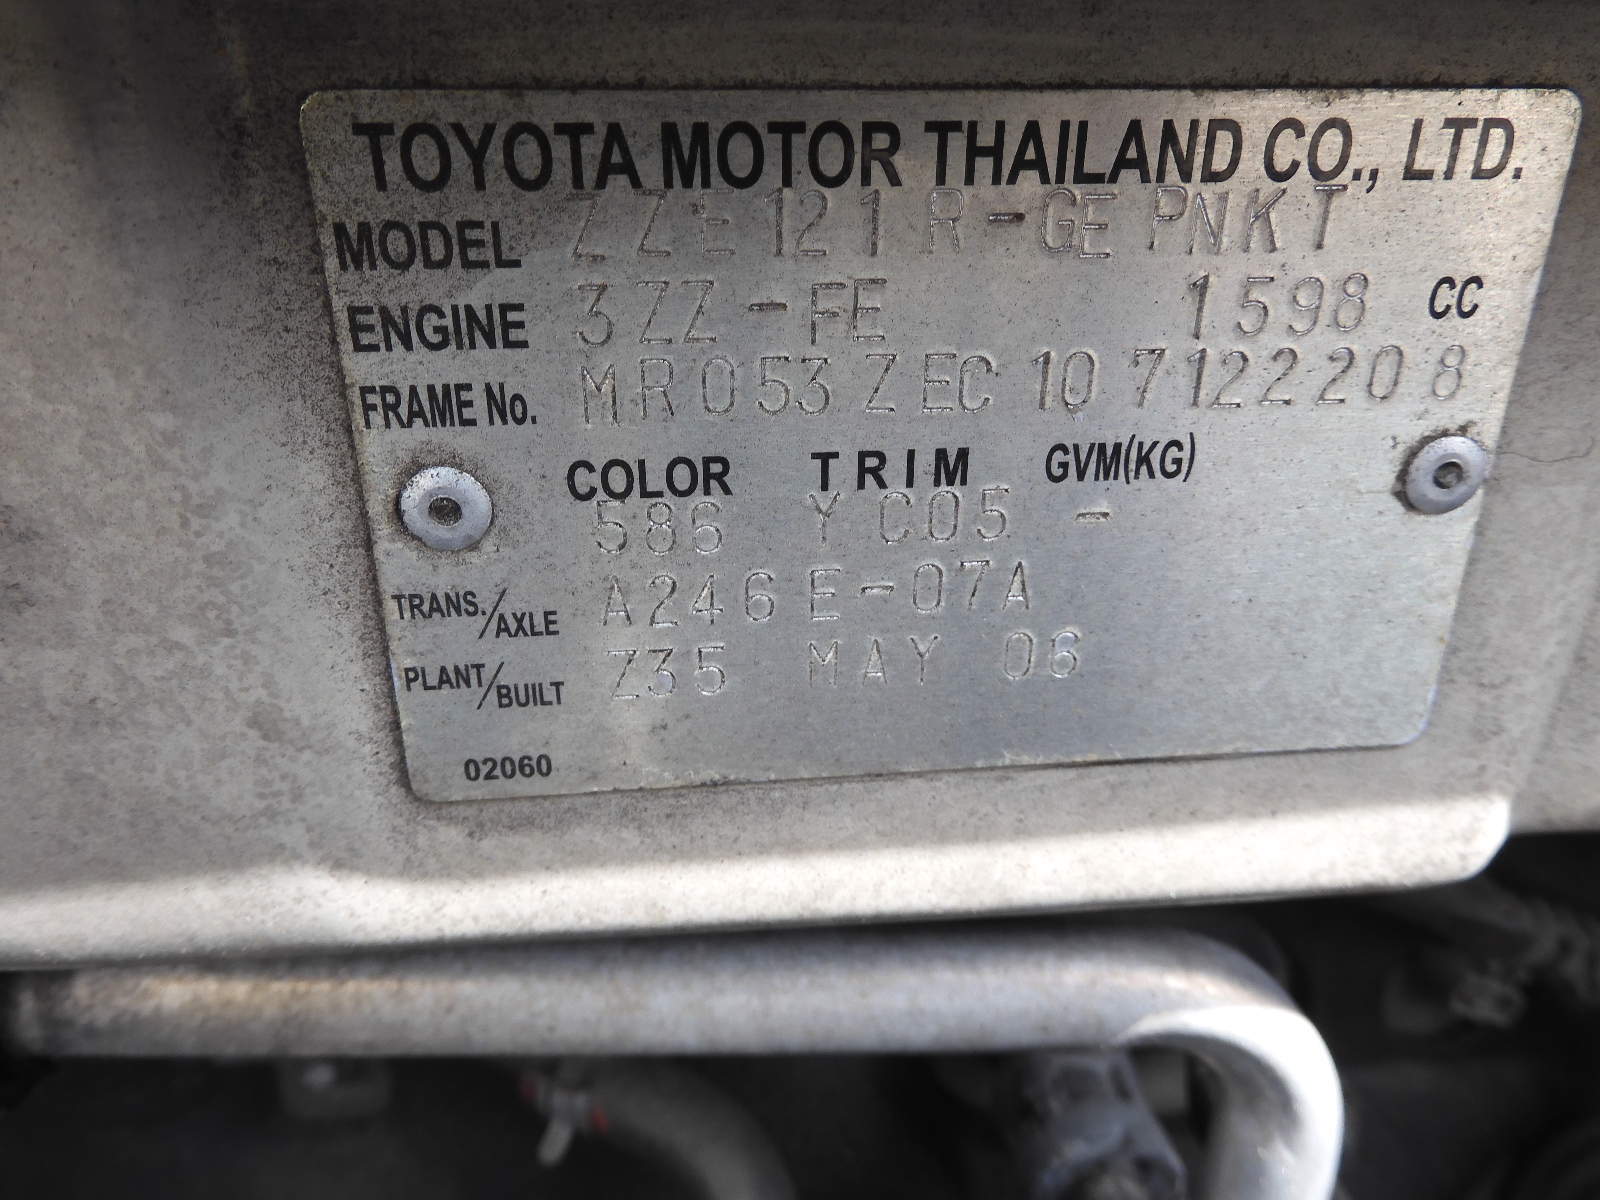 TOYOTA MOTOR THAILAND CO., LTD.
MODEL ZZE121R-GEPNKT
ENGINE 3ZZ-FE 1598 CC
FRAME No. MR053ZEC107122208
COLOR TRIM GVM(KG)
586 YC05 -
TRANS./AXLE A246E-07A
PLANT/BUILT Z35 MAY 06
02060